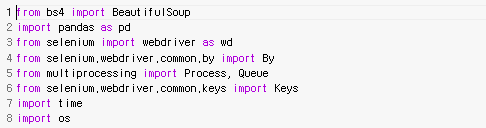 1 from bs4 import BeautifulSoup
2 import pandas as pd
3 from selenium import webdriver as wd
4 from selenium.webdriver.common.by import By
5 from multiprocessing import Process, Queue
6 from selenium.webdriver.common.keys import Keys
7 import time
8 import os